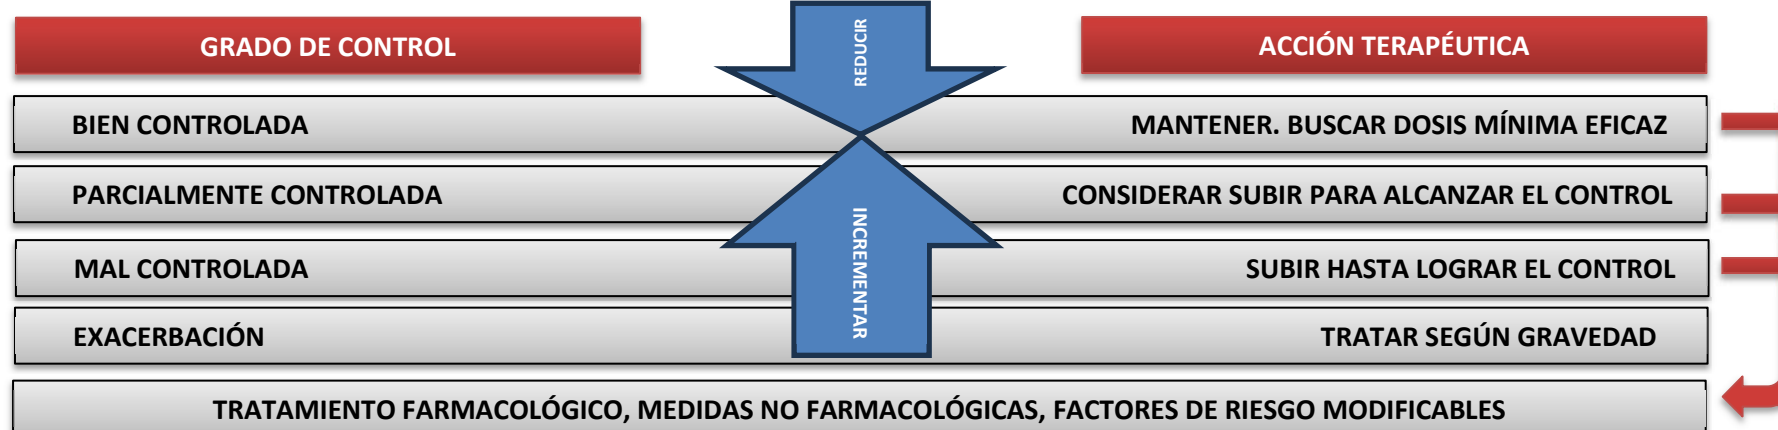 GRADO DE CONTROL
REDUCIR
ACCIÓN TERAPÉUTICA
BIEN CONTROLADA
MANTENER. BUSCAR DOSIS MÍNIMA EFICAZ
PARCIALMENTE CONTROLADA
CONSIDERAR SUBIR PARA ALCANZAR EL CONTROL
INCREMENTAR
MAL CONTROLADA
SUBIR HASTA LOGRAR EL CONTROL
EXACERBACIÓN
TRATAR SEGÚN GRAVEDAD
TRATAMIENTO FARMACOLÓGICO, MEDIDAS NO FARMACOLÓGICAS, FACTORES DE RIESGO MODIFICABLES